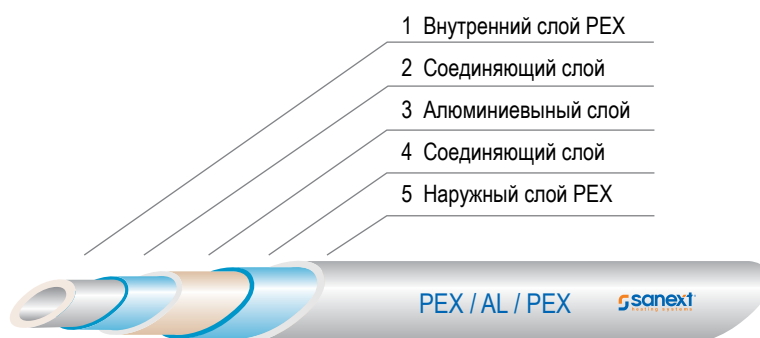 1 Внутренний слой PEX
2 Соединяющий слой
3 Алюминиевыный слой
4 Соединяющий слой
5 Наружный слой PEX
PEX / AL / PEX
sanext
heating systems